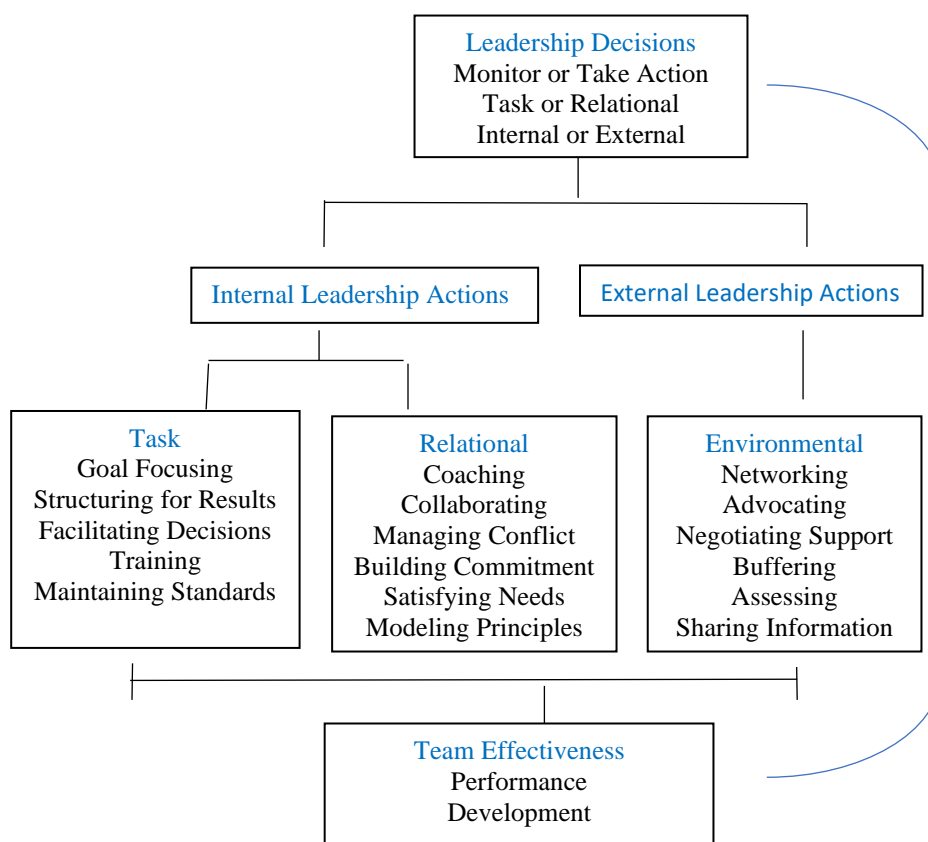 Leadership Decisions
Monitor or Take Action
Task or Relational
Internal or External
Internal Leadership Actions
External Leadership Actions
Task
Goal Focusing
Structuring for Results
Facilitating Decisions
Training
Maintaining Standards
Relational
Coaching
Collaborating
Managing Conflict
Building Commitment
Satisfying Needs
Modeling Principles
Environmental
Networking
Advocating
Negotiating Support
Buffering
Assessing
Sharing Information
Team Effectiveness
Performance
Development